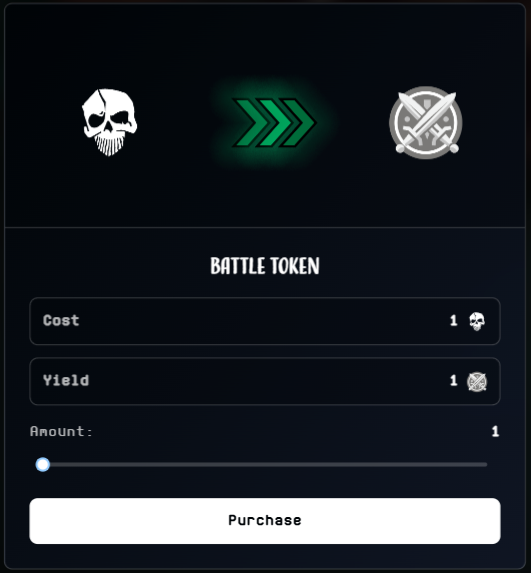 BATTLE TOKEN
Cost 1
Yield 1
Amount: 1
Purchase